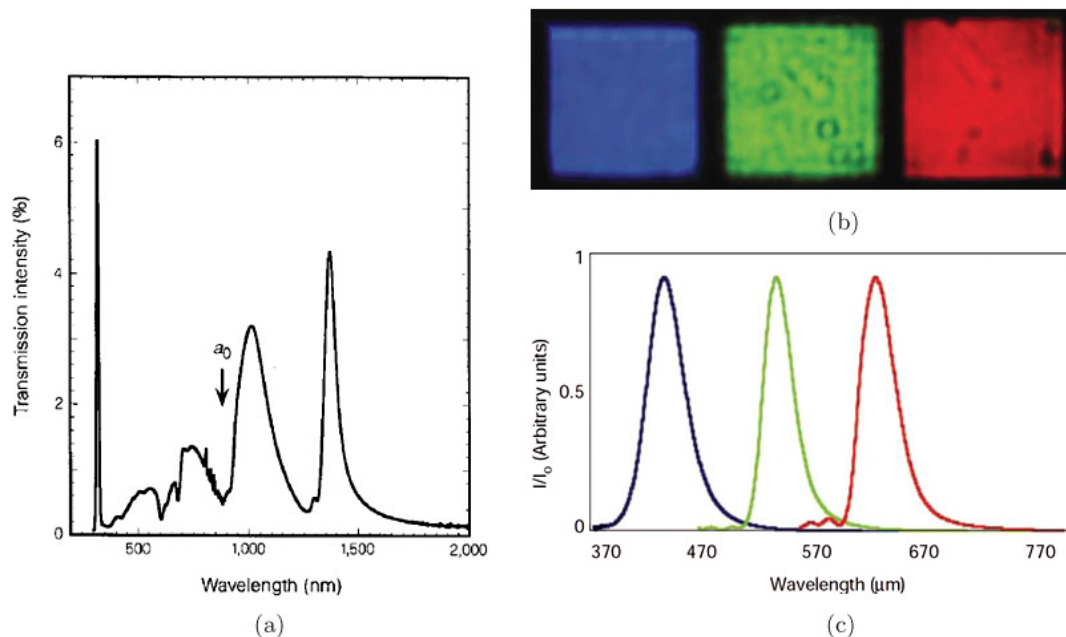 6
4
2
0
Transmission intensity (%)
a₀
500
1,000
1,500
2,000
Wavelength (nm)
(a)
(b)
1
0.5
0
I/I₀ (Arbitrary units)
370
470
570
670
770
Wavelength (μm)
(c)